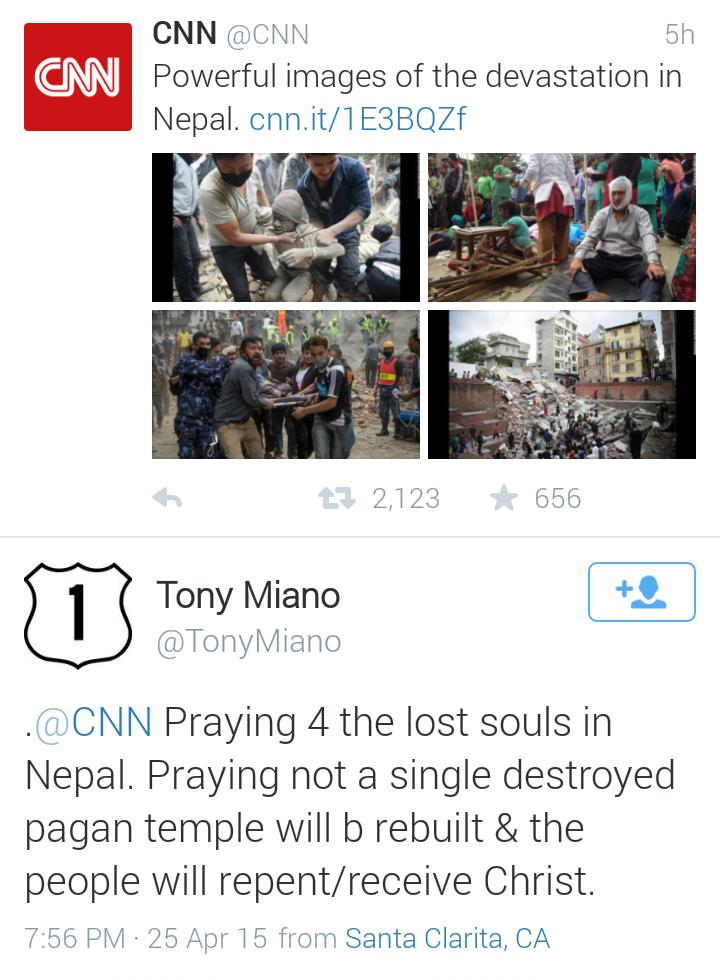 CNN @CNN 5h
CNN
Powerful images of the devastation in
Nepal. cnn.it/1E3BQZf
2,123 656
1
Tony Miano
@TonyMiano
.@CNN Praying 4 the lost souls in
Nepal. Praying not a single destroyed
pagan temple will b rebuilt & the
people will repent/receive Christ.
7:56 PM · 25 Apr 15 from Santa Clarita, CA